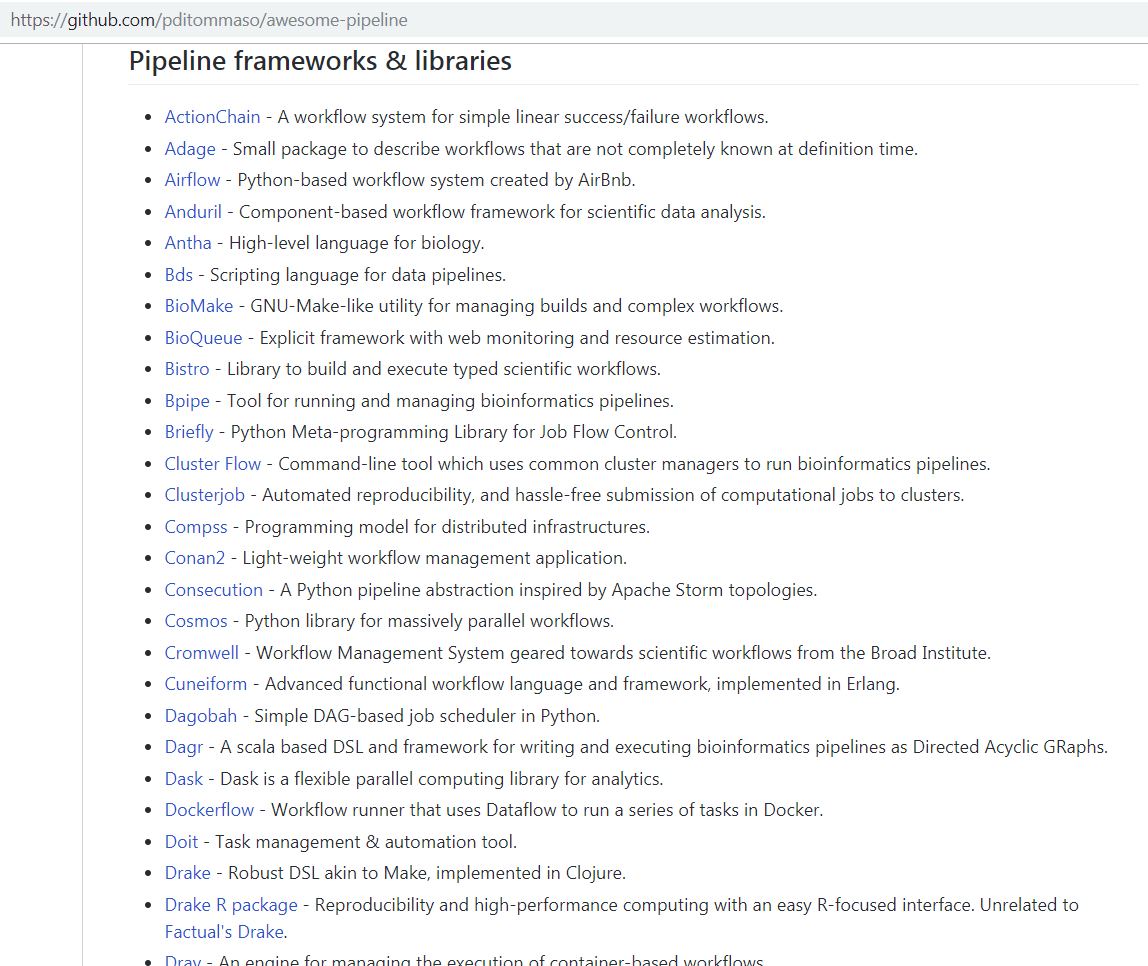 https://github.com/pditommaso/awesome-pipeline
Pipeline frameworks & libraries
• ActionChain - A workflow system for simple linear success/failure workflows.
• Adage - Small package to describe workflows that are not completely known at definition time.
• Airflow - Python-based workflow system created by AirBnb.
• Anduril - Component-based workflow framework for scientific data analysis.
• Antha - High-level language for biology.
• Bds - Scripting language for data pipelines.
• BioMake - GNU-Make-like utility for managing builds and complex workflows.
• BioQueue - Explicit framework with web monitoring and resource estimation.
• Bistro - Library to build and execute typed scientific workflows.
• Bpipe - Tool for running and managing bioinformatics pipelines.
• Briefly - Python Meta-programming Library for Job Flow Control.
• Cluster Flow - Command-line tool which uses common cluster managers to run bioinformatics pipelines.
• Clusterjob - Automated reproducibility, and hassle-free submission of computational jobs to clusters.
• Compss - Programming model for distributed infrastructures.
• Conan2 - Light-weight workflow management application.
• Consecution - A Python pipeline abstraction inspired by Apache Storm topologies.
• Cosmos - Python library for massively parallel workflows.
• Cromwell - Workflow Management System geared towards scientific workflows from the Broad Institute.
• Cuneiform - Advanced functional workflow language and framework, implemented in Erlang.
• Dagobah - Simple DAG-based job scheduler in Python.
• Dagr - A scala based DSL and framework for writing and executing bioinformatics pipelines as Directed Acyclic GRaphs.
• Dask - Dask is a flexible parallel computing library for analytics.
• Dockerflow - Workflow runner that uses Dataflow to run a series of tasks in Docker.
• Doit - Task management & automation tool.
• Drake - Robust DSL akin to Make, implemented in Clojure.
• Drake R package - Reproducibility and high-performance computing with an easy R-focused interface. Unrelated to
Factual's Drake.
• Dray - An engine for managing the execution of container-based workflows.